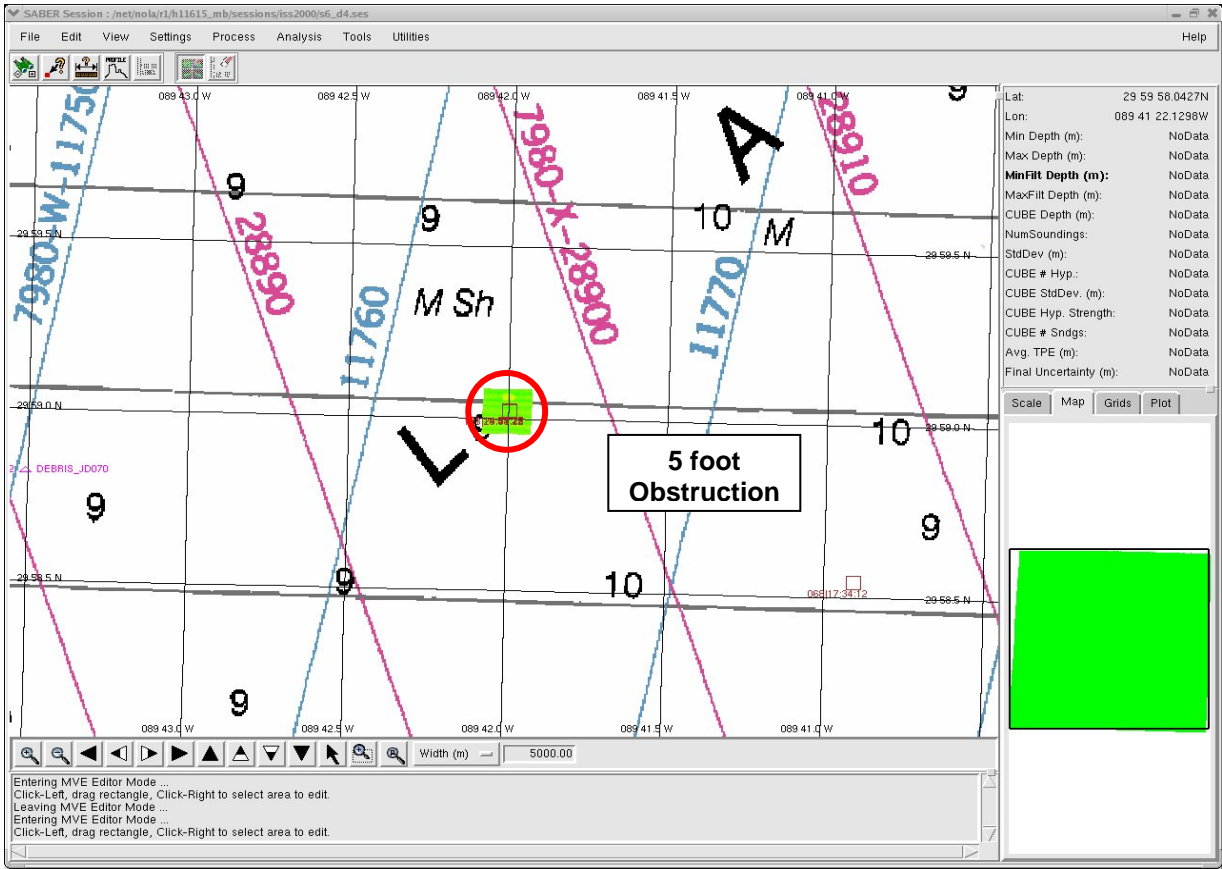 SABER Session : /net/nola/r1/h11615_mb/sessions/iss2000/s6_d4.ses
File Edit View Settings Process Analysis Tools Utilities Help
PROFILE
089 43.0 W 089 42.5 W 089 42.0 W 089 41.5 W 089 41.0 W
9
7980-W-11750
9
28890
9
7980-X-28900
10
M
A
28910
29 59.5 N
29 59.5 N
M Sh
11760
11770
29 59.0 N
29 59.0 N
L
10
5 foot
Obstruction
DEBRIS_JD070
9
9
29 58.5 N
9
10
068|17:34:12
29 58.5 N
9
089 43.0 W 089 42.5 W 089 42.0 W 089 41.5 W 089 41.0 W
Width (m) 5000.00
Entering MVE Editor Mode ...
Click-Left, drag rectangle, Click-Right to select area to edit.
Leaving MVE Editor Mode ...
Entering MVE Editor Mode ...
Click-Left, drag rectangle, Click-Right to select area to edit.
Lat: 29 59 58.0427N
Lon: 089 41 22.1298W
Min Depth (m): NoData
Max Depth (m): NoData
MinFilt Depth (m): NoData
MaxFilt Depth (m): NoData
CUBE Depth (m): NoData
NumSoundings: NoData
StdDev (m): NoData
CUBE # Hyp.: NoData
CUBE StdDev. (m): NoData
CUBE Hyp. Strength: NoData
CUBE # Sndgs: NoData
Avg. TPE (m): NoData
Final Uncertainty (m): NoData
Scale Map Grids Plot